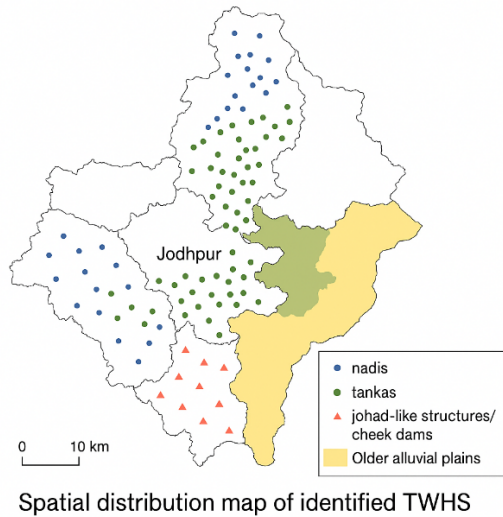 Jodhpur
nadis
tankas
johad-like structures/
cheek dams
Older alluvial plains
0 10 km
Spatial distribution map of identified TWHS